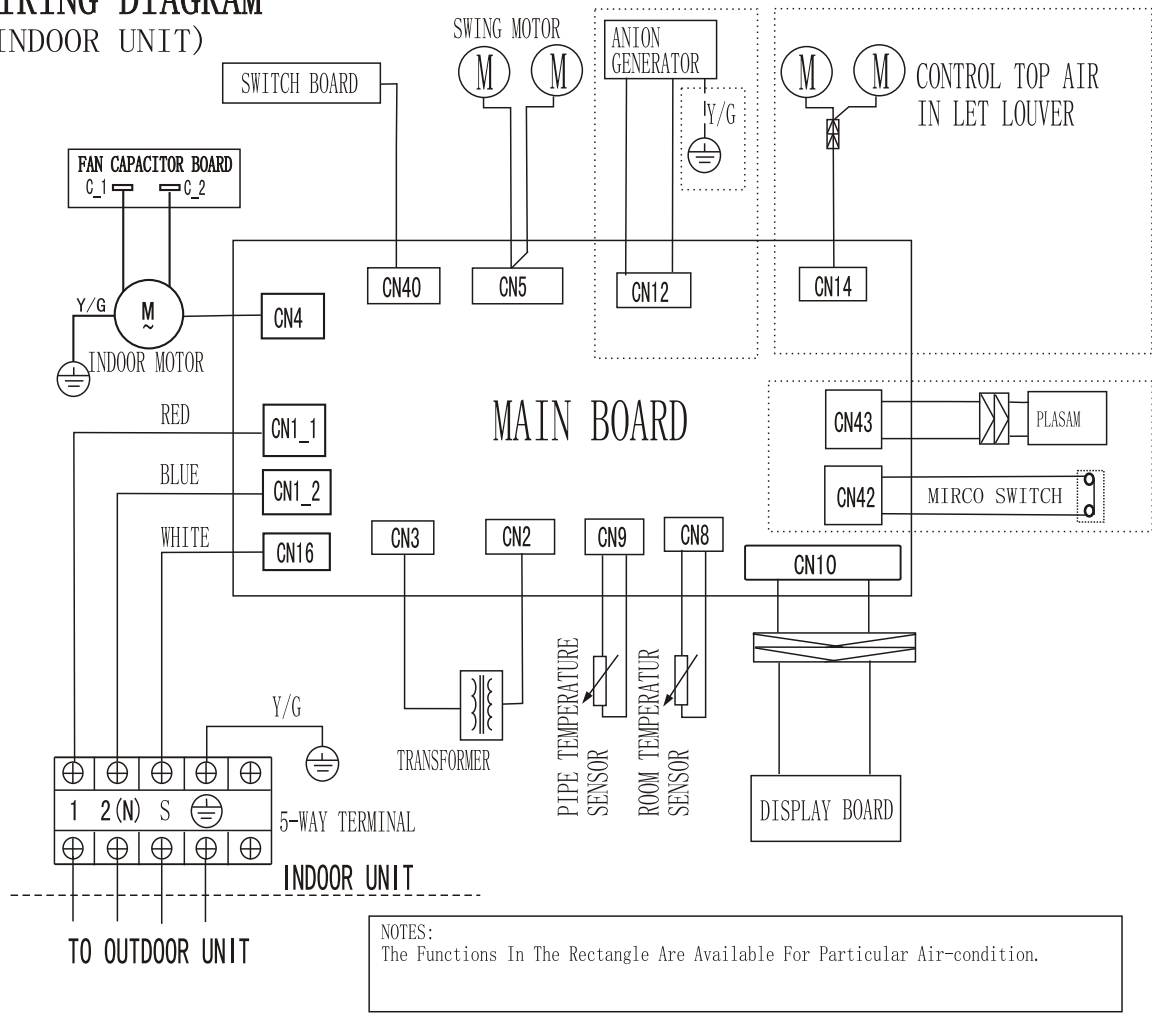 IRING DIAGRAM
INDOOR UNIT)
SWING MOTOR
M
M
ANION
GENERATOR
Y/G
M
M
CONTROL TOP AIR
IN LET LOUVER
SWITCH BOARD
FAN CAPACITOR BOARD
C_1
C_2
CN40
CN5
CN12
CN14
Y/G
M
~
CN4
INDOOR MOTOR
RED
CN1_1
MAIN BOARD
CN43
PLASAM
BLUE
CN1_2
CN42
MIRCO SWITCH
WHITE
CN16
CN3
CN2
CN9
CN8
CN10
PIPE TEMPERATURE
SENSOR
ROOM TEMPERATUR
SENSOR
Y/G
TRANSFORMER
1
2(N)
S
5-WAY TERMINAL
DISPLAY BOARD
INDOOR UNIT
TO OUTDOOR UNIT
NOTES:
The Functions In The Rectangle Are Available For Particular Air-condition.